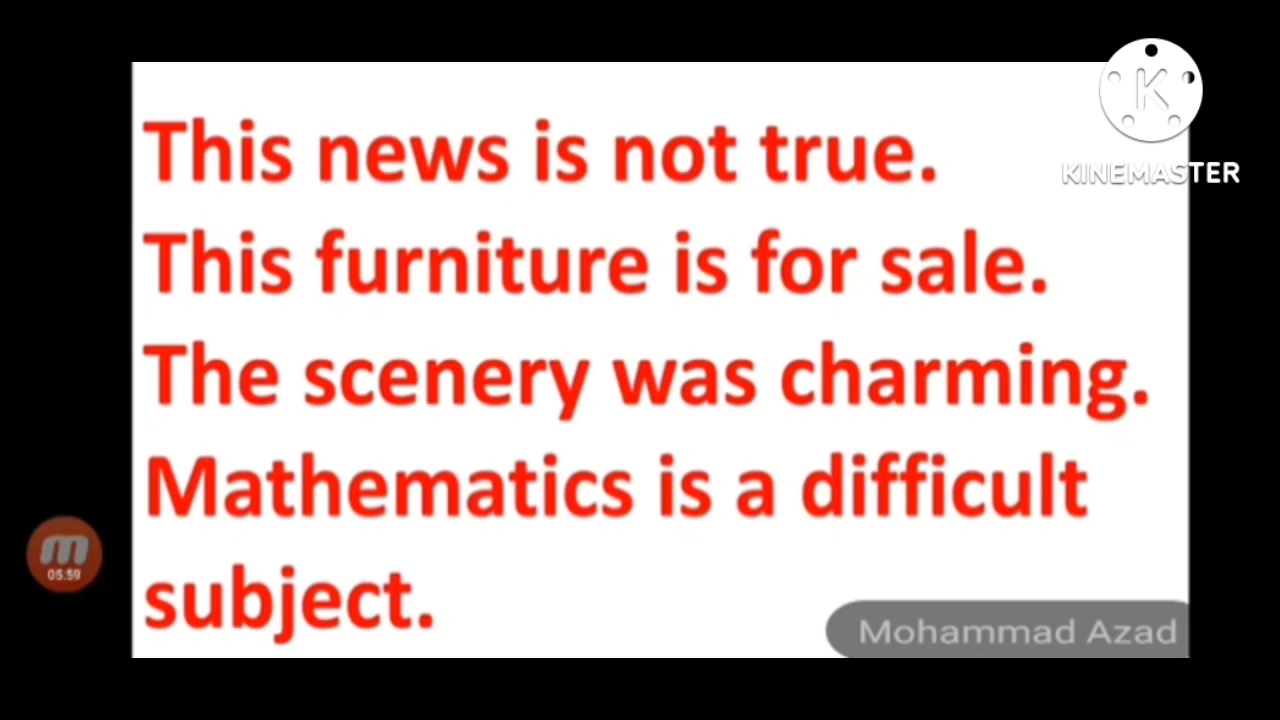 This news is not true.
This furniture is for sale.
The scenery was charming.
Mathematics is a difficult
subject.
K
KINEMASTER
m
05:59
Mohammad Azad